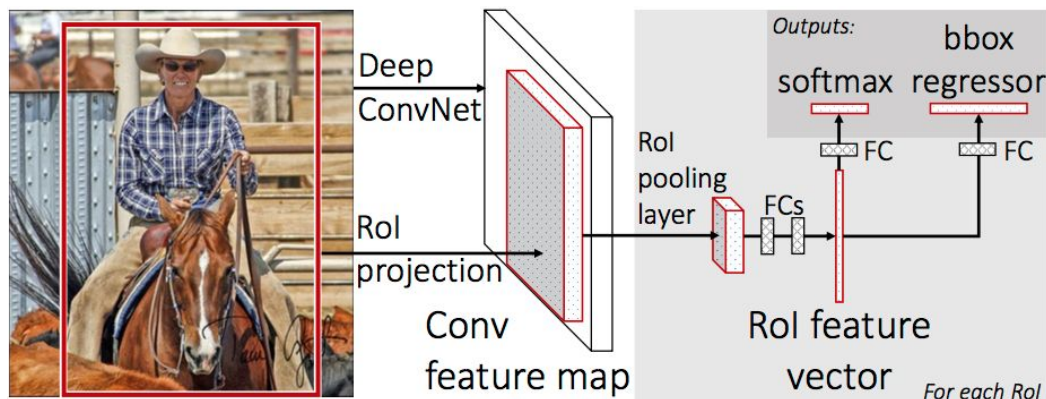 Deep
ConvNet
RoI
projection
Conv
feature map
RoI
pooling
layer
FCs
RoI feature
vector
Outputs:
softmax
bbox
regressor
FC
FC
For each RoI